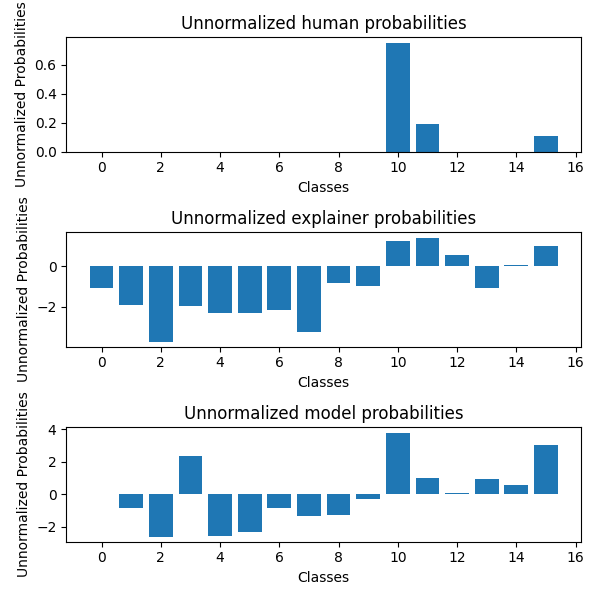 Unnormalized human probabilities
Unnormalized Probabilities
0.6
0.4
0.2
0.0
0 2 4 6 8 10 12 14 16
Classes
Unnormalized explainer probabilities
Unnormalized Probabilities
0
−2
0 2 4 6 8 10 12 14 16
Classes
Unnormalized model probabilities
Unnormalized Probabilities
4
2
0
−2
0 2 4 6 8 10 12 14 16
Classes